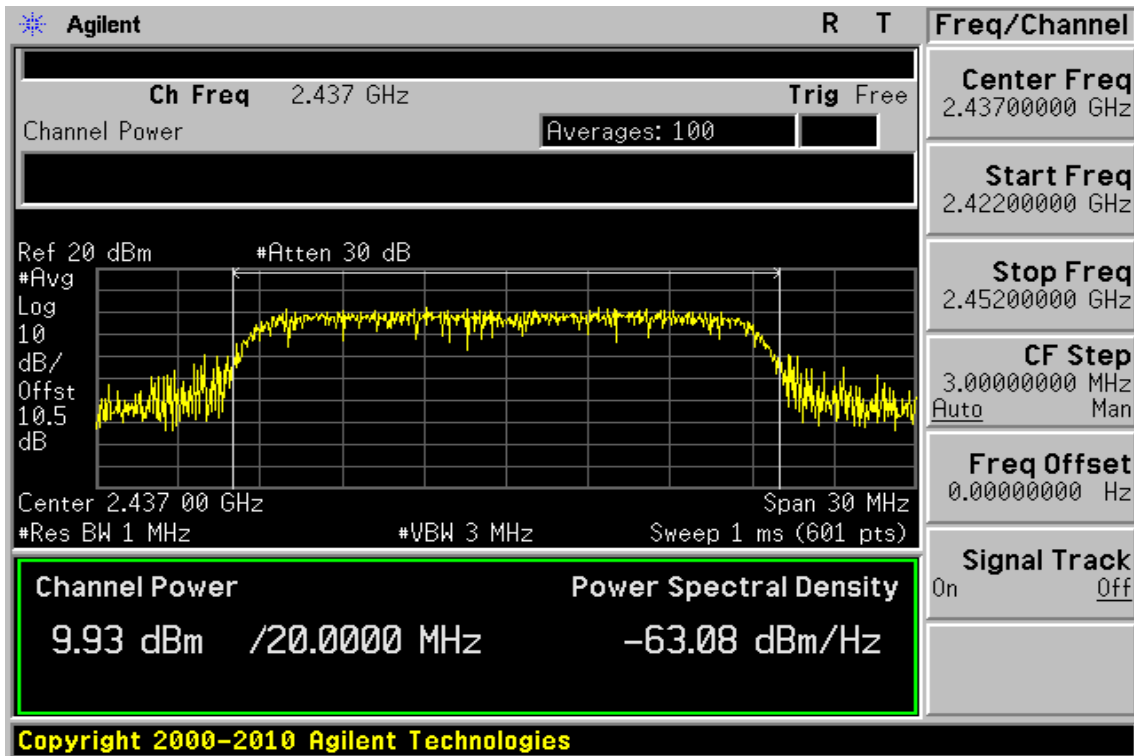 Agilent R T
Freq/Channel
Ch Freq 2.437 GHz Trig Free
Channel Power Averages: 100
Ref 20 dBm #Atten 30 dB
#Avg
Log
10
dB/
Offst
10.5
dB
Center 2.437 00 GHz Span 30 MHz
#Res BW 1 MHz #VBW 3 MHz Sweep 1 ms (601 pts)
Channel Power Power Spectral Density
9.93 dBm /20.0000 MHz -63.08 dBm/Hz
Center Freq
2.43700000 GHz
Start Freq
2.42200000 GHz
Stop Freq
2.45200000 GHz
CF Step
3.00000000 MHz
Auto Man
Freq Offset
0.00000000 Hz
Signal Track
On Off
Copyright 2000-2010 Agilent Technologies